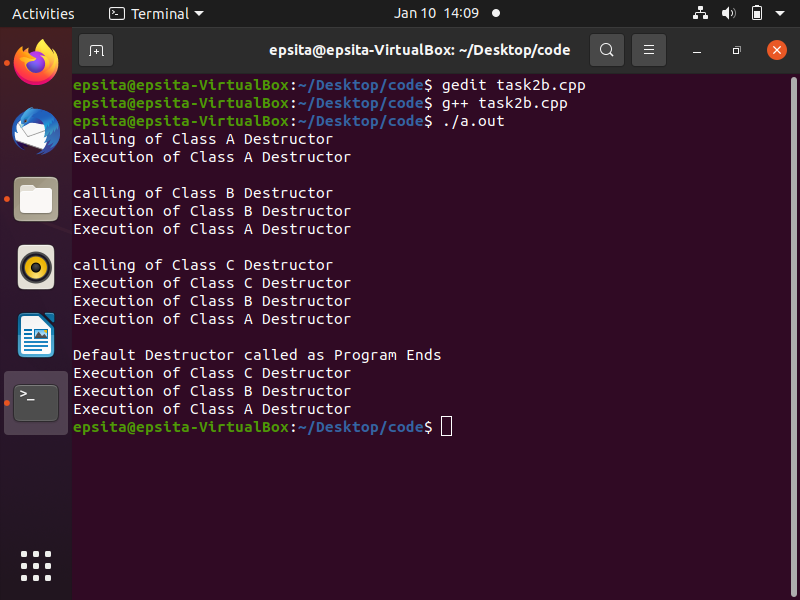 Activities
Terminal
Jan 10 14:09
epsita@epsita-VirtualBox: ~/Desktop/code
epsita@epsita-VirtualBox:~/Desktop/code$ gedit task2b.cpp
epsita@epsita-VirtualBox:~/Desktop/code$ g++ task2b.cpp
epsita@epsita-VirtualBox:~/Desktop/code$ ./a.out
calling of Class A Destructor
Execution of Class A Destructor
calling of Class B Destructor
Execution of Class B Destructor
Execution of Class A Destructor
calling of Class C Destructor
Execution of Class C Destructor
Execution of Class B Destructor
Execution of Class A Destructor
Default Destructor called as Program Ends
Execution of Class C Destructor
Execution of Class B Destructor
Execution of Class A Destructor
epsita@epsita-VirtualBox:~/Desktop/code$